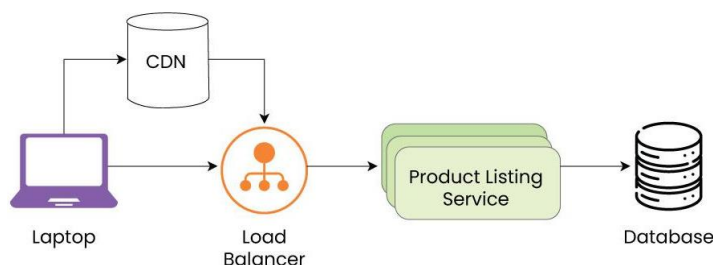 CDN
Product Listing
Service
Laptop
Load
Balancer
Database